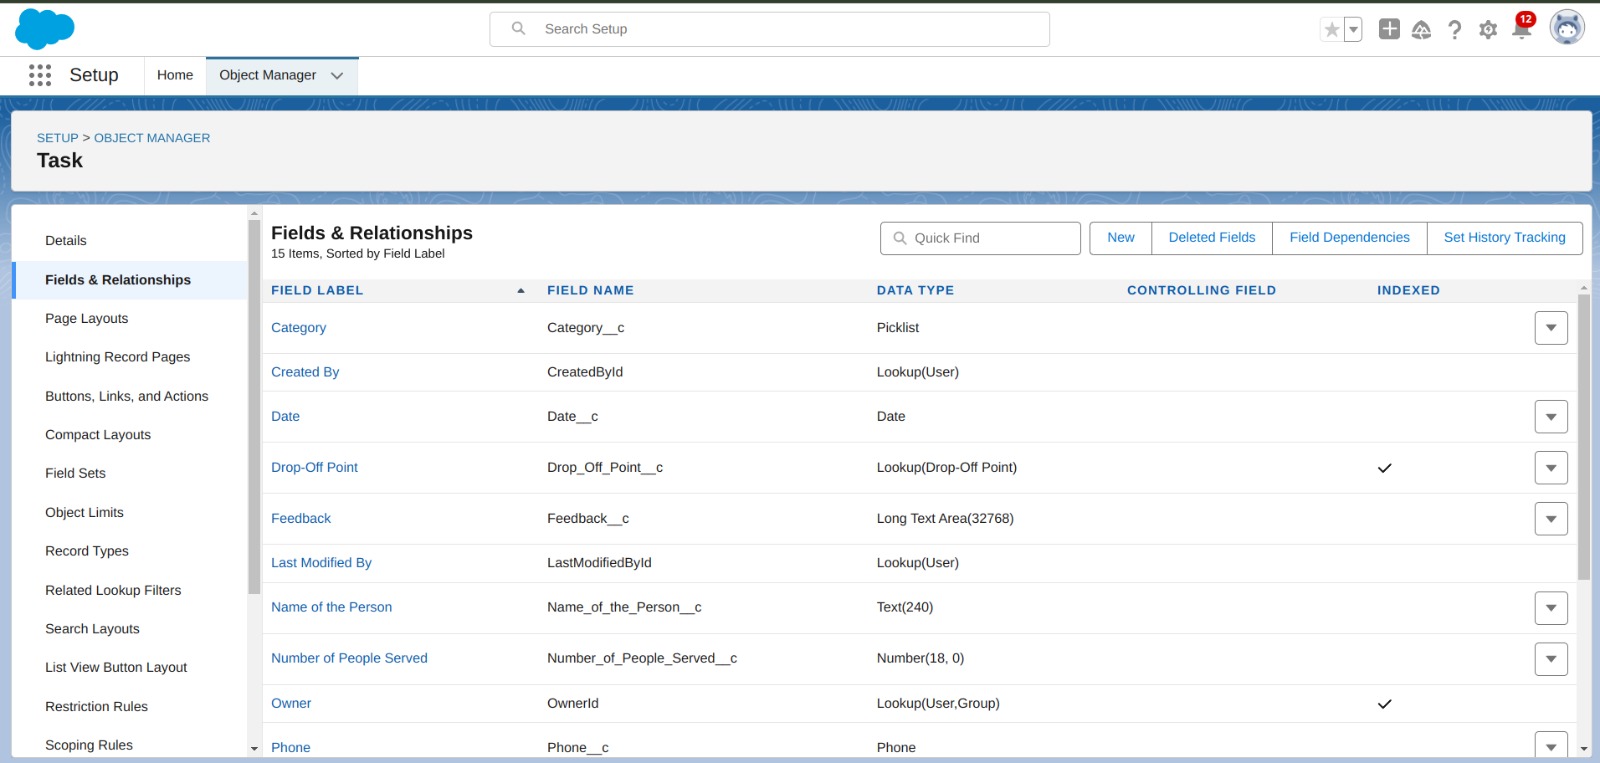 Search Setup
12
Setup
Home
Object Manager
SETUP > OBJECT MANAGER
Task
Details
Fields & Relationships
Page Layouts
Lightning Record Pages
Buttons, Links, and Actions
Compact Layouts
Field Sets
Object Limits
Record Types
Related Lookup Filters
Search Layouts
List View Button Layout
Restriction Rules
Scoping Rules
Fields & Relationships
15 Items, Sorted by Field Label
Quick Find
New
Deleted Fields
Field Dependencies
Set History Tracking
FIELD LABEL FIELD NAME DATA TYPE CONTROLLING FIELD INDEXED
Category Category__c Picklist
Created By CreatedById Lookup(User)
Date Date__c Date
Drop-Off Point Drop_Off_Point__c Lookup(Drop-Off Point)
Feedback Feedback__c Long Text Area(32768)
Last Modified By LastModifiedById Lookup(User)
Name of the Person Name_of_the_Person__c Text(240)
Number of People Served Number_of_People_Served__c Number(18, 0)
Owner OwnerId Lookup(User,Group)
Phone Phone__c Phone